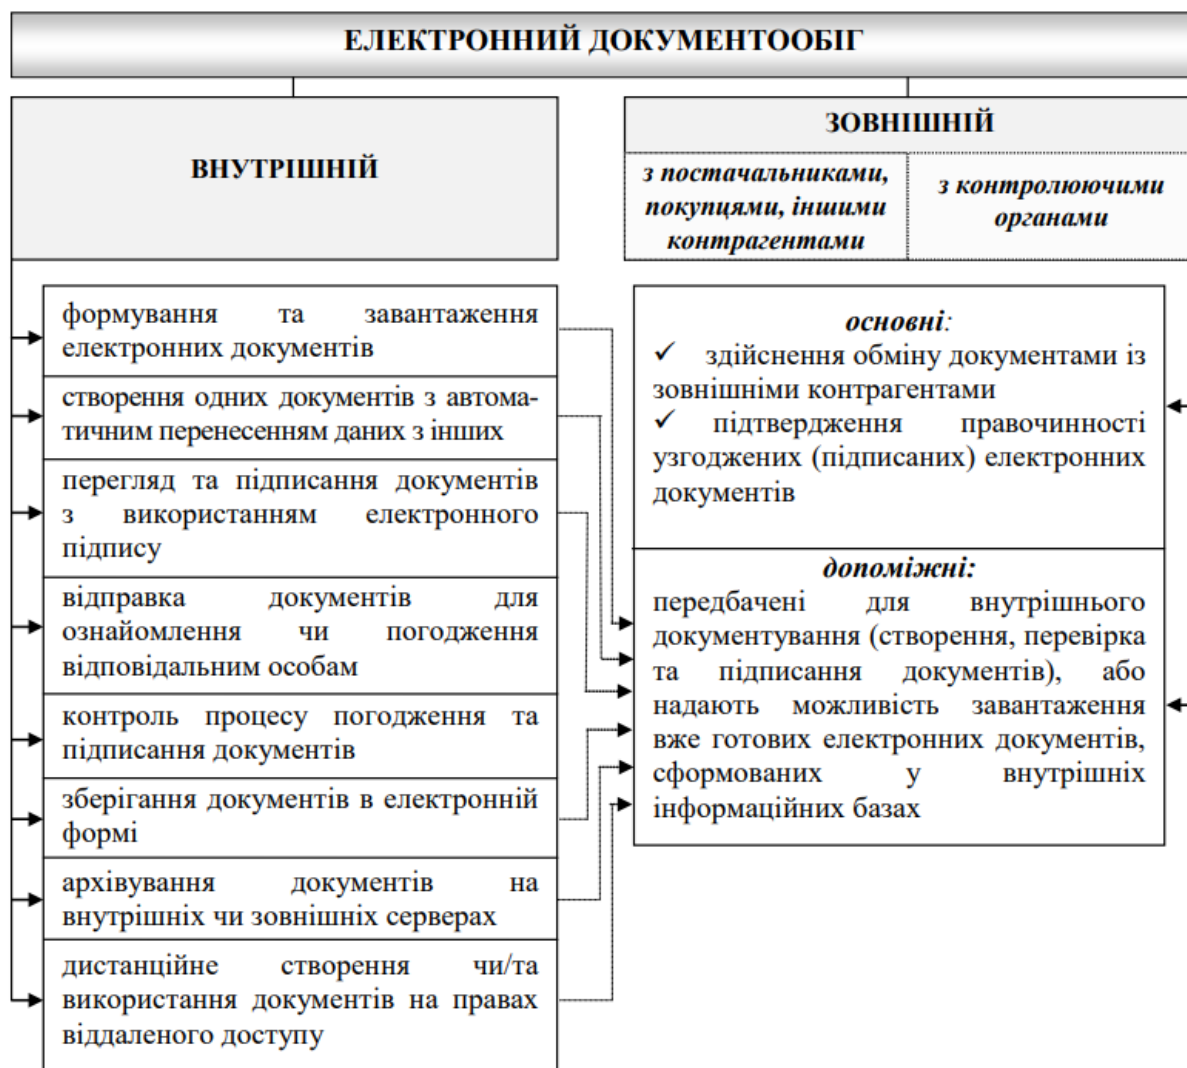 ЕЛЕКТРОННИЙ ДОКУМЕНТООБІГ
ВНУТРІШНІЙ
ЗОВНІШНІЙ
з постачальниками,
покупцями, іншими
контрагентами
з контролюючими
органами
формування та завантаження
електронних документів
створення одних документів з автома-
тичним перенесенням даних з інших
перегляд та підписання документів
з використанням електронного
підпису
відправка документів для
ознайомлення чи погодження
відповідальним особам
контроль процесу погодження та
підписання документів
зберігання документів в електронній
формі
архівування документів на
внутрішніх чи зовнішніх серверах
дистанційне створення чи/та
використання документів на правах
віддаленого доступу
основні:
✓ здійснення обміну документами із
зовнішніми контрагентами
✓ підтвердження правочинності
узгоджених (підписаних) електронних
документів
допоміжні:
передбачені для внутрішнього
документування (створення, перевірка
та підписання документів), або
надають можливість завантаження
вже готових електронних документів,
сформованих у внутрішніх
інформаційних базах